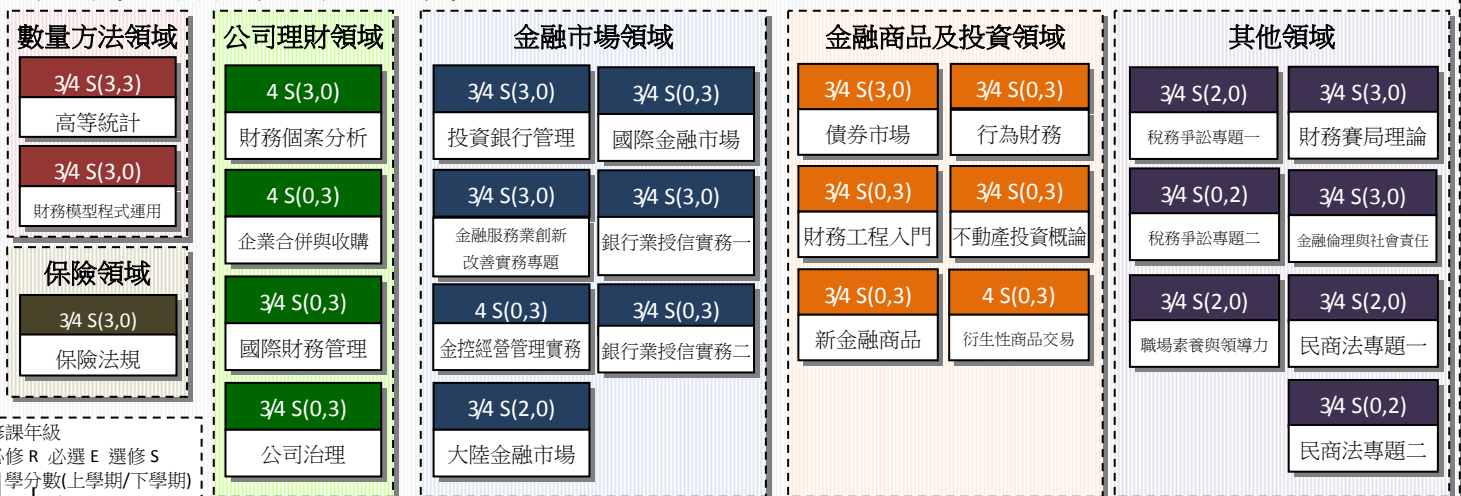 數量方法領域
3/4 S(3,3)
高等統計
3/4 S(3,0)
財務模型程式運用
保險領域
3/4 S(3,0)
保險法規
修課年級
必修 R 必選 E 選修 S
學分數(上學期/下學期)
公司理財領域
4 S(3,0)
財務個案分析
4 S(0,3)
企業合併與收購
3/4 S(0,3)
國際財務管理
3/4 S(0,3)
公司治理
金融市場領域
3/4 S(3,0)
投資銀行管理
3/4 S(0,3)
國際金融市場
3/4 S(3,0)
金融服務業創新
改善實務專題
3/4 S(3,0)
銀行業授信實務一
4 S(0,3)
金控經營管理實務
3/4 S(0,3)
銀行業授信實務二
3/4 S(2,0)
大陸金融市場
金融商品及投資領域
3/4 S(3,0)
債券市場
3/4 S(0,3)
行為財務
3/4 S(0,3)
財務工程入門
3/4 S(0,3)
不動產投資概論
3/4 S(0,3)
新金融商品
4 S(0,3)
衍生性商品交易
其他領域
3/4 S(2,0)
稅務爭訟專題一
3/4 S(3,0)
財務賽局理論
3/4 S(0,2)
稅務爭訟專題二
3/4 S(3,0)
金融倫理與社會責任
3/4 S(2,0)
職場素養與領導力
3/4 S(2,0)
民商法專題一
3/4 S(0,2)
民商法專題二